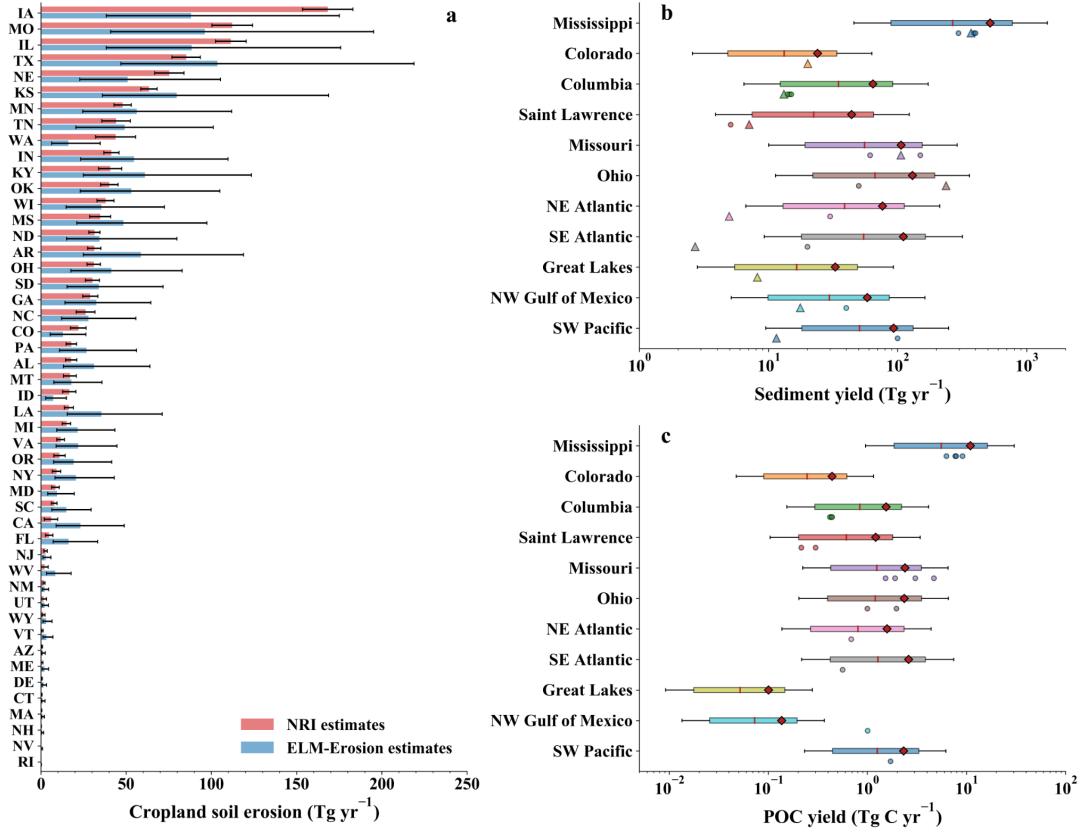 a
IA
MO
IL
TX
NE
KS
MN
TN
WA
IN
KY
OK
WI
MS
ND
AR
OH
SD
GA
NC
CO
PA
AL
MT
ID
LA
MI
VA
OR
NY
MD
SC
CA
FL
NJ
WV
NM
UT
WY
VT
AZ
ME
DE
CT
MA
NH
NV
RI
NRI estimates
ELM-Erosion estimates
0 50 100 150 200 250
Cropland soil erosion (Tg yr⁻¹)
b
Mississippi
Colorado
Columbia
Saint Lawrence
Missouri
Ohio
NE Atlantic
SE Atlantic
Great Lakes
NW Gulf of Mexico
SW Pacific
10⁰ 10¹ 10² 10³
Sediment yield (Tg yr⁻¹)
c
Mississippi
Colorado
Columbia
Saint Lawrence
Missouri
Ohio
NE Atlantic
SE Atlantic
Great Lakes
NW Gulf of Mexico
SW Pacific
10⁻² 10⁻¹ 10⁰ 10¹ 10²
POC yield (Tg C yr⁻¹)